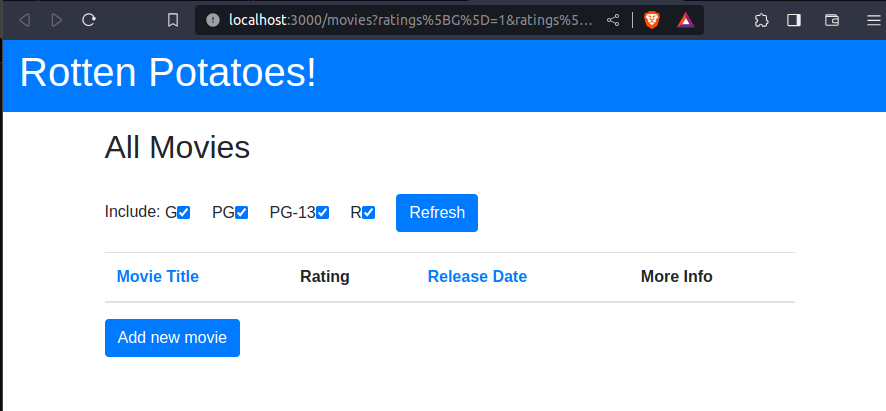 localhost:3000/movies?ratings%5BG%5D=1&ratings%5...
Rotten Potatoes!
All Movies
Include: G PG PG-13 R Refresh
Movie Title Rating Release Date More Info
Add new movie